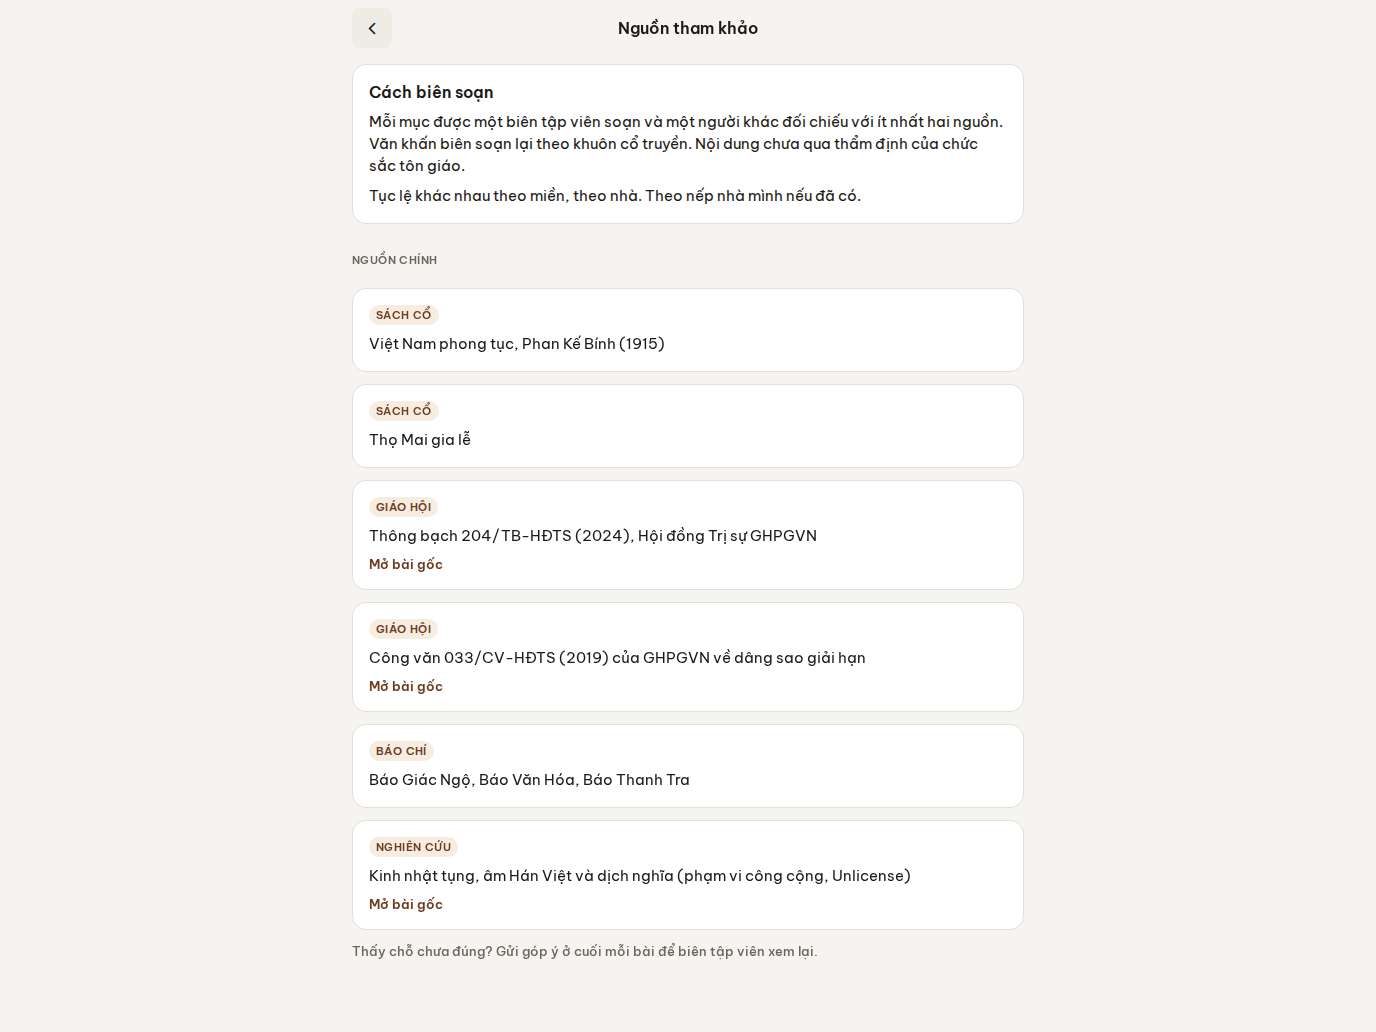 Nguồn tham khảo
Cách biên soạn
Mỗi mục được một biên tập viên soạn và một người khác đối chiếu với ít nhất hai nguồn.
Văn khấn biên soạn lại theo khuôn cổ truyền. Nội dung chưa qua thẩm định của chức
sắc tôn giáo.
Tục lệ khác nhau theo miền, theo nhà. Theo nếp nhà mình nếu đã có.
NGUỒN CHÍNH
SÁCH CỔ
Việt Nam phong tục, Phan Kế Bính (1915)
SÁCH CỔ
Thọ Mai gia lễ
GIÁO HỘI
Thông bạch 204/TB-HĐTS (2024), Hội đồng Trị sự GHPGVN
Mở bài gốc
GIÁO HỘI
Công văn 033/CV-HĐTS (2019) của GHPGVN về dâng sao giải hạn
Mở bài gốc
BÁO CHÍ
Báo Giác Ngộ, Báo Văn Hóa, Báo Thanh Tra
NGHIÊN CỨU
Kinh nhật tụng, âm Hán Việt và dịch nghĩa (phạm vi công cộng, Unlicense)
Mở bài gốc
Thấy chỗ chưa đúng? Gửi góp ý ở cuối mỗi bài để biên tập viên xem lại.